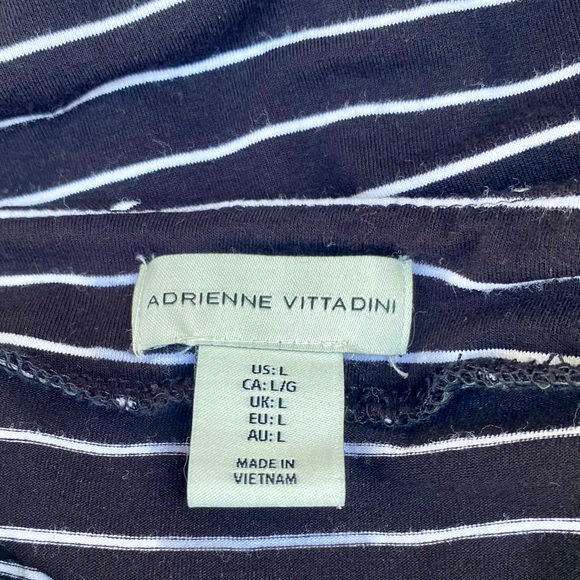 ADRIENNE VITTADINI
US: L
CA: L/G
UK: L
EU: L
AU: L
MADE IN
VIETNAM